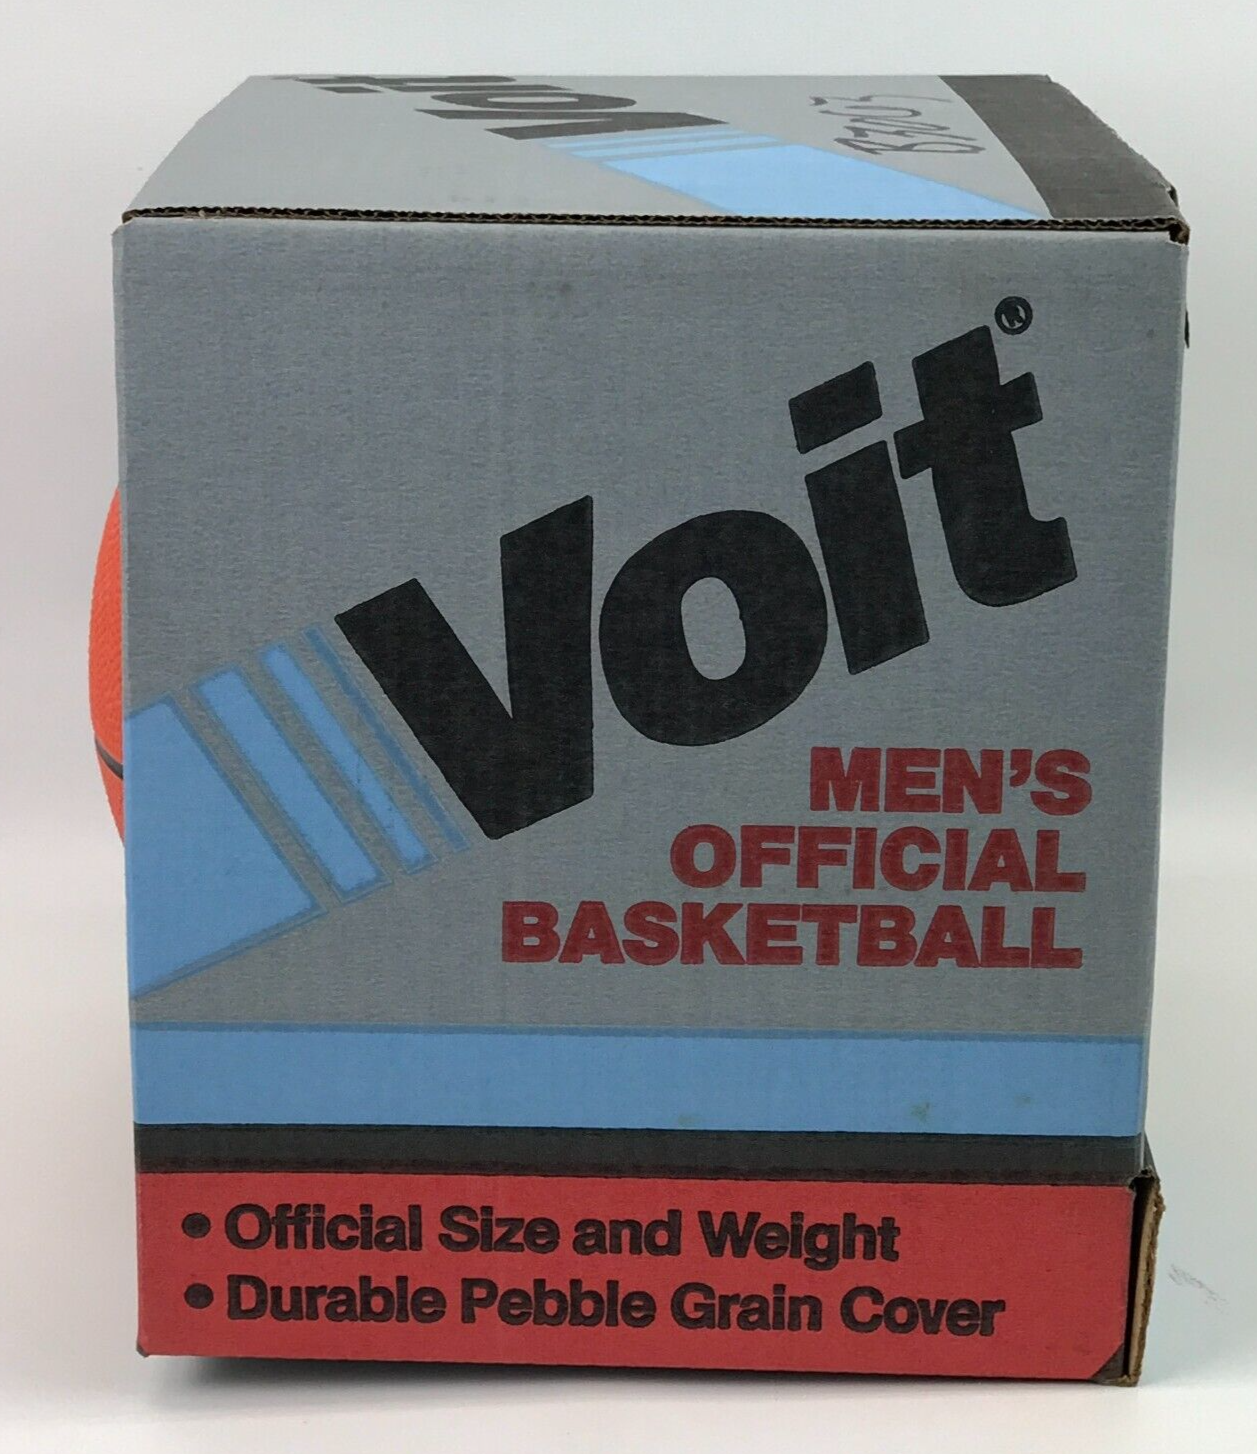 Voit
Voit®
MEN'S
OFFICIAL
BASKETBALL
• Official Size and Weight
• Durable Pebble Grain Cover